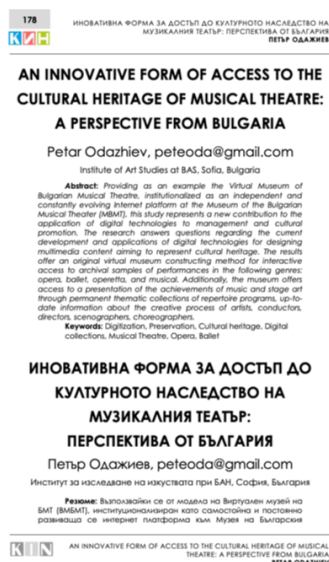 178
ИНОВАТИВНА ФОРМА ЗА ДОСТЪП ДО КУЛТУРНОТО НАСЛЕДСТВО НА
МУЗИКАЛНИЯ ТЕАТЪР: ПЕРСПЕКТИВА ОТ БЪЛГАРИЯ
ПЕТЪР ОДАЖИЕВ
КИН
AN INNOVATIVE FORM OF ACCESS TO THE
CULTURAL HERITAGE OF MUSICAL THEATRE:
A PERSPECTIVE FROM BULGARIA
Petar Odazhiev, peteoda@gmail.com
Institute of Art Studies at BAS, Sofia, Bulgaria
Abstract: Providing as an example the Virtual Museum of
Bulgarian Musical Theatre, institutionalized as an independent and
constantly evolving Internet platform at the Museum of the Bulgarian
Musical Theater (MBMT), this study represents a new contribution to the
application of digital technologies to management and cultural
promotion. The research answers questions regarding the current
development and applications of digital technologies for designing
multimedia content aiming to represent cultural heritage. The results
offer an original virtual museum constructing method for interactive
access to archival samples of performances in the following genres:
opera, ballet, operetta, and musical. Additionally, the museum offers
access to a presentation of the achievements of music and stage art
through permanent thematic collections of repertoire programs, up-to-
date information about the creative process of artists, conductors,
directors, scenographers, choreographers.
Keywords: Digitization, Preservation, Cultural heritage, Digital
collections, Musical Theatre, Opera, Ballet
ИНОВАТИВНА ФОРМА ЗА ДОСТЪП ДО
КУЛТУРНОТО НАСЛЕДСТВО НА
МУЗИКАЛНИЯ ТЕАТЪР:
ПЕРСПЕКТИВА ОТ БЪЛГАРИЯ
Петър Одажиев, peteoda@gmail.com
Институт за изследване на изкуствата при БАН, София, България
Резюме: Възползвайки се от модела на Виртуален музей на
БМТ (ВМБМТ), институционализиран като самостойна и постоянно
развиваща се интернет платформа към Музея на Българския
KIN
AN INNOVATIVE FORM OF ACCESS TO THE CULTURAL HERITAGE OF MUSICAL
THEATRE: A PERSPECTIVE FROM BULGARIA
ПЕТЪР ОДАЖИЕВ